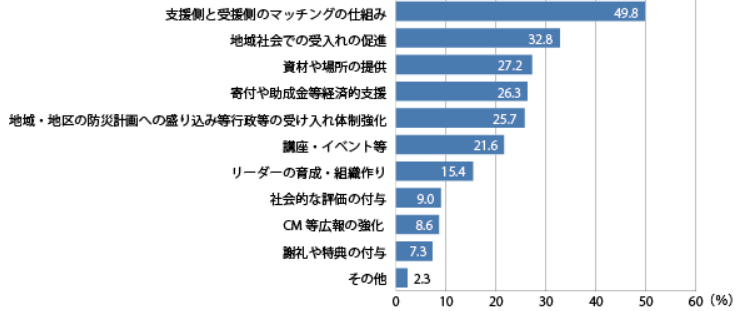 支援側と受援側のマッチングの仕組み 49.8
地域社会での受入れの促進 32.8
資材や場所の提供 27.2
寄付や助成金等経済的支援 26.3
地域・地区の防災計画への盛り込み等行政等の受け入れ体制強化 25.7
講座・イベント等 21.6
リーダーの育成・組織作り 15.4
社会的な評価の付与 9.0
CM 等広報の強化 8.6
謝礼や特典の付与 7.3
その他 2.3
0 10 20 30 40 50 60 (%)